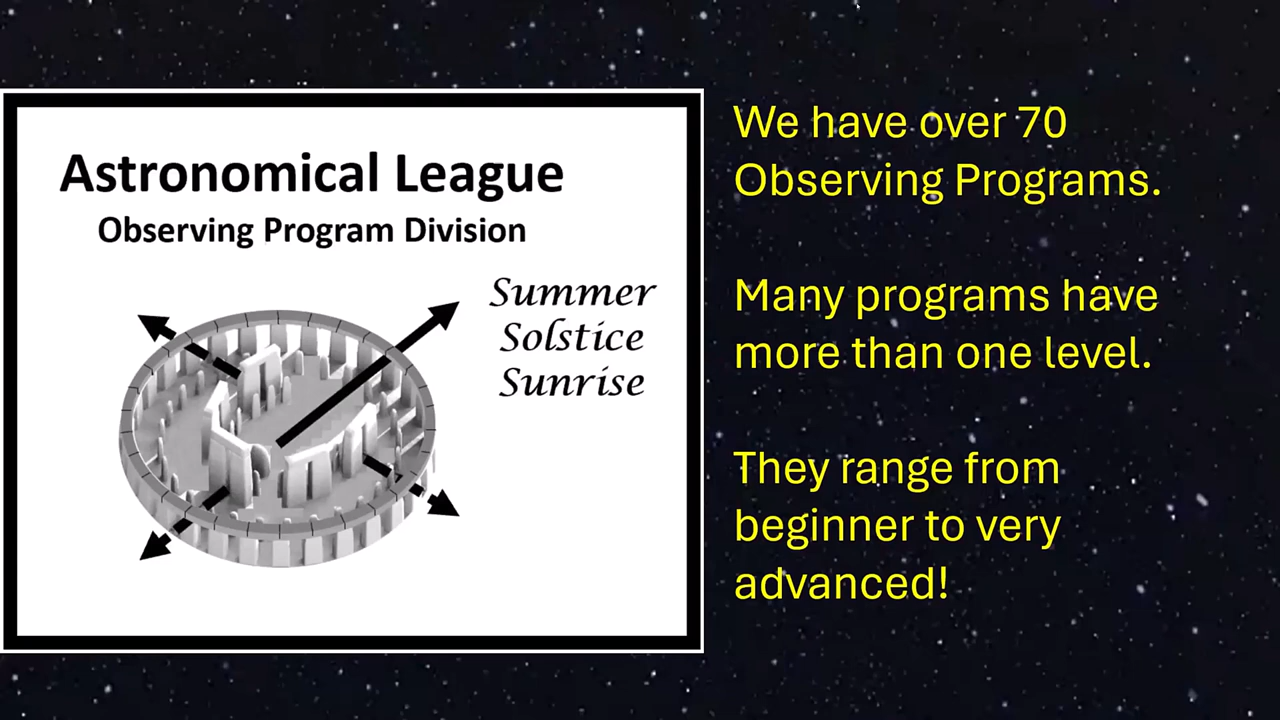 Astronomical League
Observing Program Division
Summer
Solstice
Sunrise
We have over 70
Observing Programs.
Many programs have
more than one level.
They range from
beginner to very
advanced!